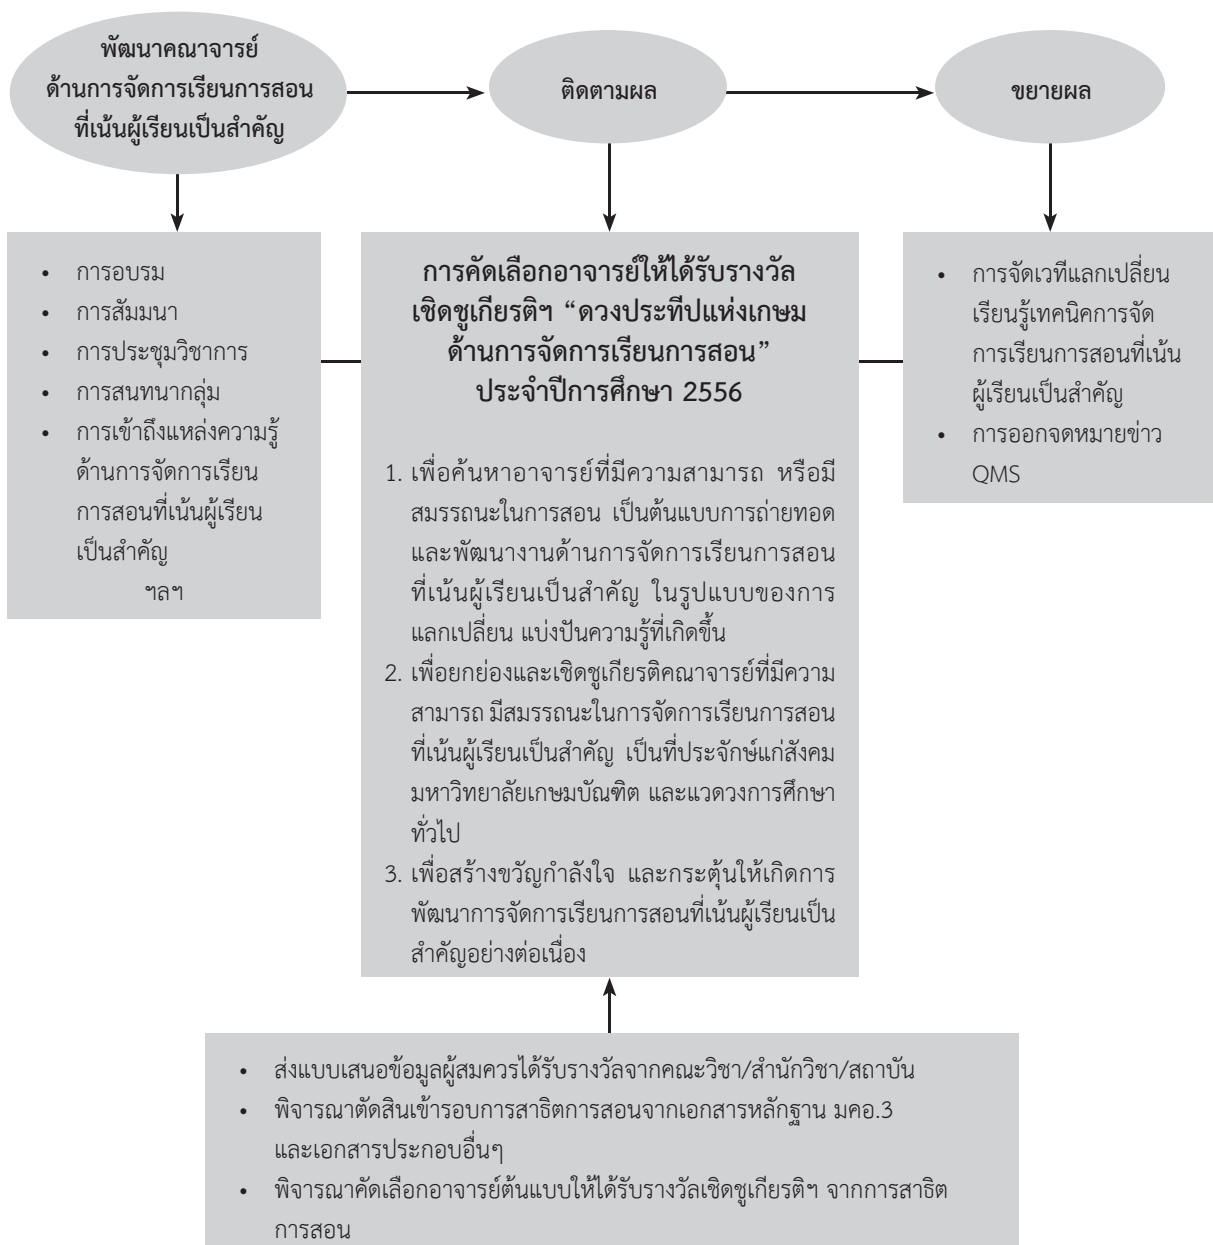 พัฒนาคณาจารย์
ด้านการจัดการเรียนการสอน
ที่เน้นผู้เรียนเป็นสำคัญ
ติดตามผล
ขยายผล
• การอบรม
• การสัมมนา
• การประชุมวิชาการ
• การสนทนากลุ่ม
• การเข้าถึงแหล่งความรู้
ด้านการจัดการเรียน
การสอนที่เน้นผู้เรียน
เป็นสำคัญ
ฯลฯ
การคัดเลือกอาจารย์ให้ได้รับรางวัล
เชิดชูเกียรติฯ “ดวงประทีปแห่งเกษม
ด้านการจัดการเรียนการสอน”
ประจำปีการศึกษา 2556
1. เพื่อค้นหาอาจารย์ที่มีความสามารถ หรือมี
สมรรถนะในการสอน เป็นต้นแบบการถ่ายทอด
และพัฒนางานด้านการจัดการเรียนการสอน
ที่เน้นผู้เรียนเป็นสำคัญ ในรูปแบบของการ
แลกเปลี่ยน แบ่งปันความรู้ที่เกิดขึ้น
2. เพื่อยกย่องและเชิดชูเกียรติคณาจารย์ที่มีความ
สามารถ มีสมรรถนะในการจัดการเรียนการสอน
ที่เน้นผู้เรียนเป็นสำคัญ เป็นที่ประจักษ์แก่สังคม
มหาวิทยาลัยเกษมบัณฑิต และแวดวงการศึกษา
ทั่วไป
3. เพื่อสร้างขวัญกำลังใจ และกระตุ้นให้เกิดการ
พัฒนาการจัดการเรียนการสอนที่เน้นผู้เรียนเป็น
สำคัญอย่างต่อเนื่อง
• การจัดเวทีแลกเปลี่ยน
เรียนรู้เทคนิคการจัด
การเรียนการสอนที่เน้น
ผู้เรียนเป็นสำคัญ
• การออกจดหมายข่าว
QMS
• ส่งแบบเสนอข้อมูลผู้สมควรได้รับรางวัลจากคณะวิชา/สำนักวิชา/สถาบัน
• พิจารณาตัดสินเข้ารอบการสาธิตการสอนจากเอกสารหลักฐาน มคอ.3
และเอกสารประกอบอื่นๆ
• พิจารณาคัดเลือกอาจารย์ต้นแบบให้ได้รับรางวัลเชิดชูเกียรติฯ จากการสาธิต
การสอน